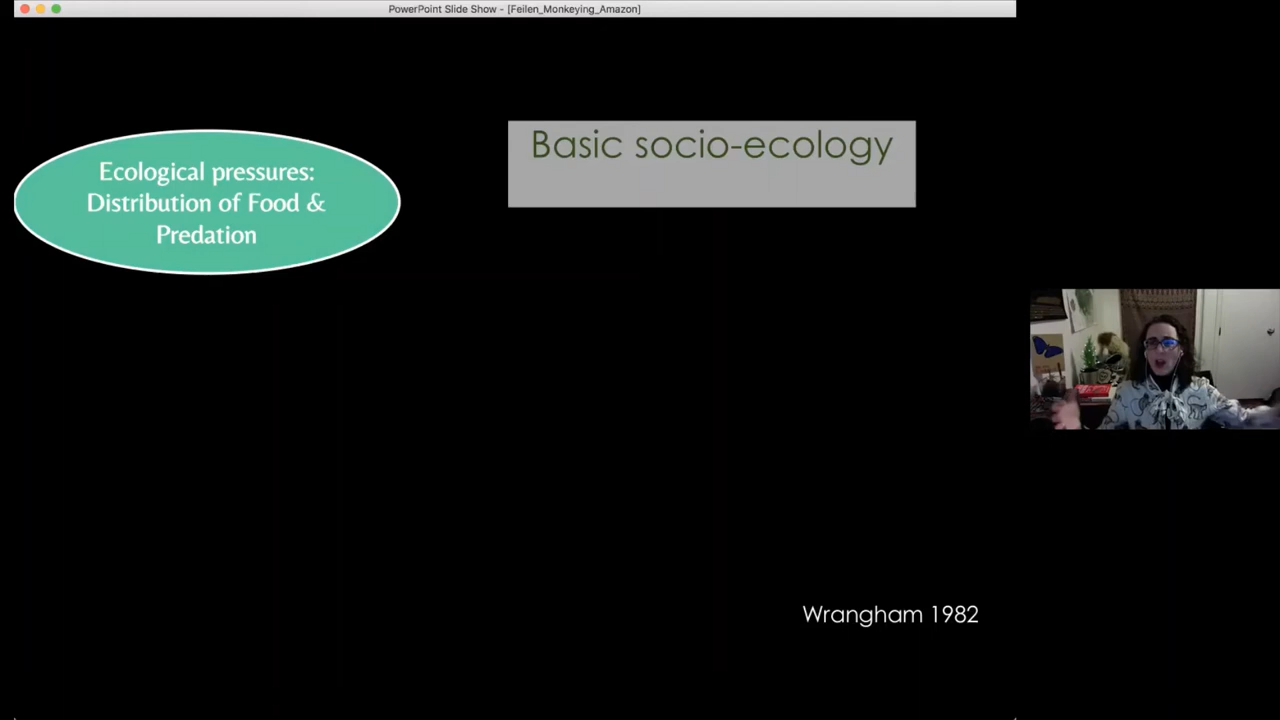 PowerPoint Slide Show - [Feilen_Monkeying_Amazon]
Basic socio-ecology
Ecological pressures:
Distribution of Food &
Predation
Wrangham 1982